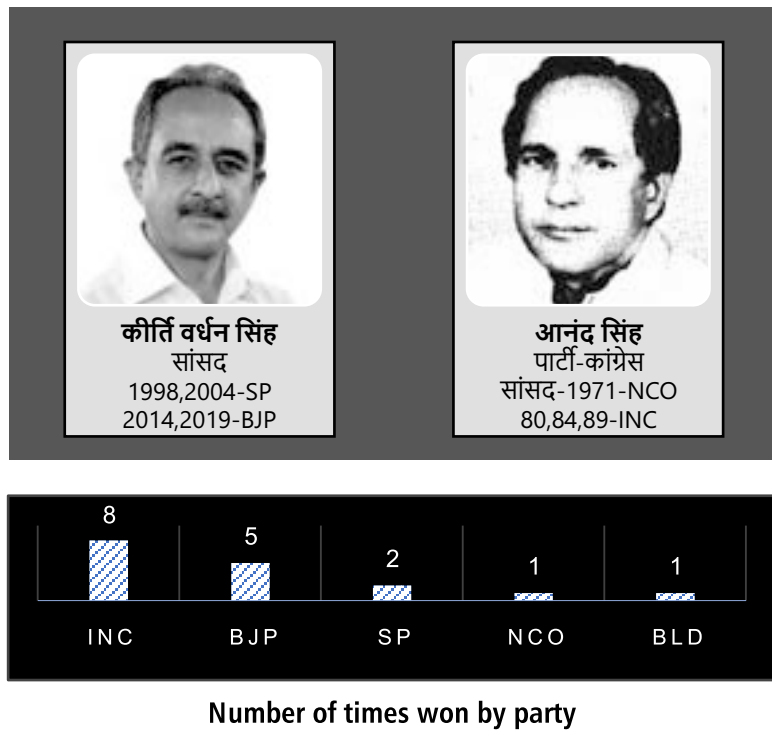 कीर्ति वर्धन सिंह
सांसद
1998,2004-SP
2014,2019-BJP
आनंद सिंह
पार्टी-कांग्रेस
सांसद-1971-NCO
80,84,89-INC
8 5 2 1 1
INC BJP SP NCO BLD
Number of times won by party